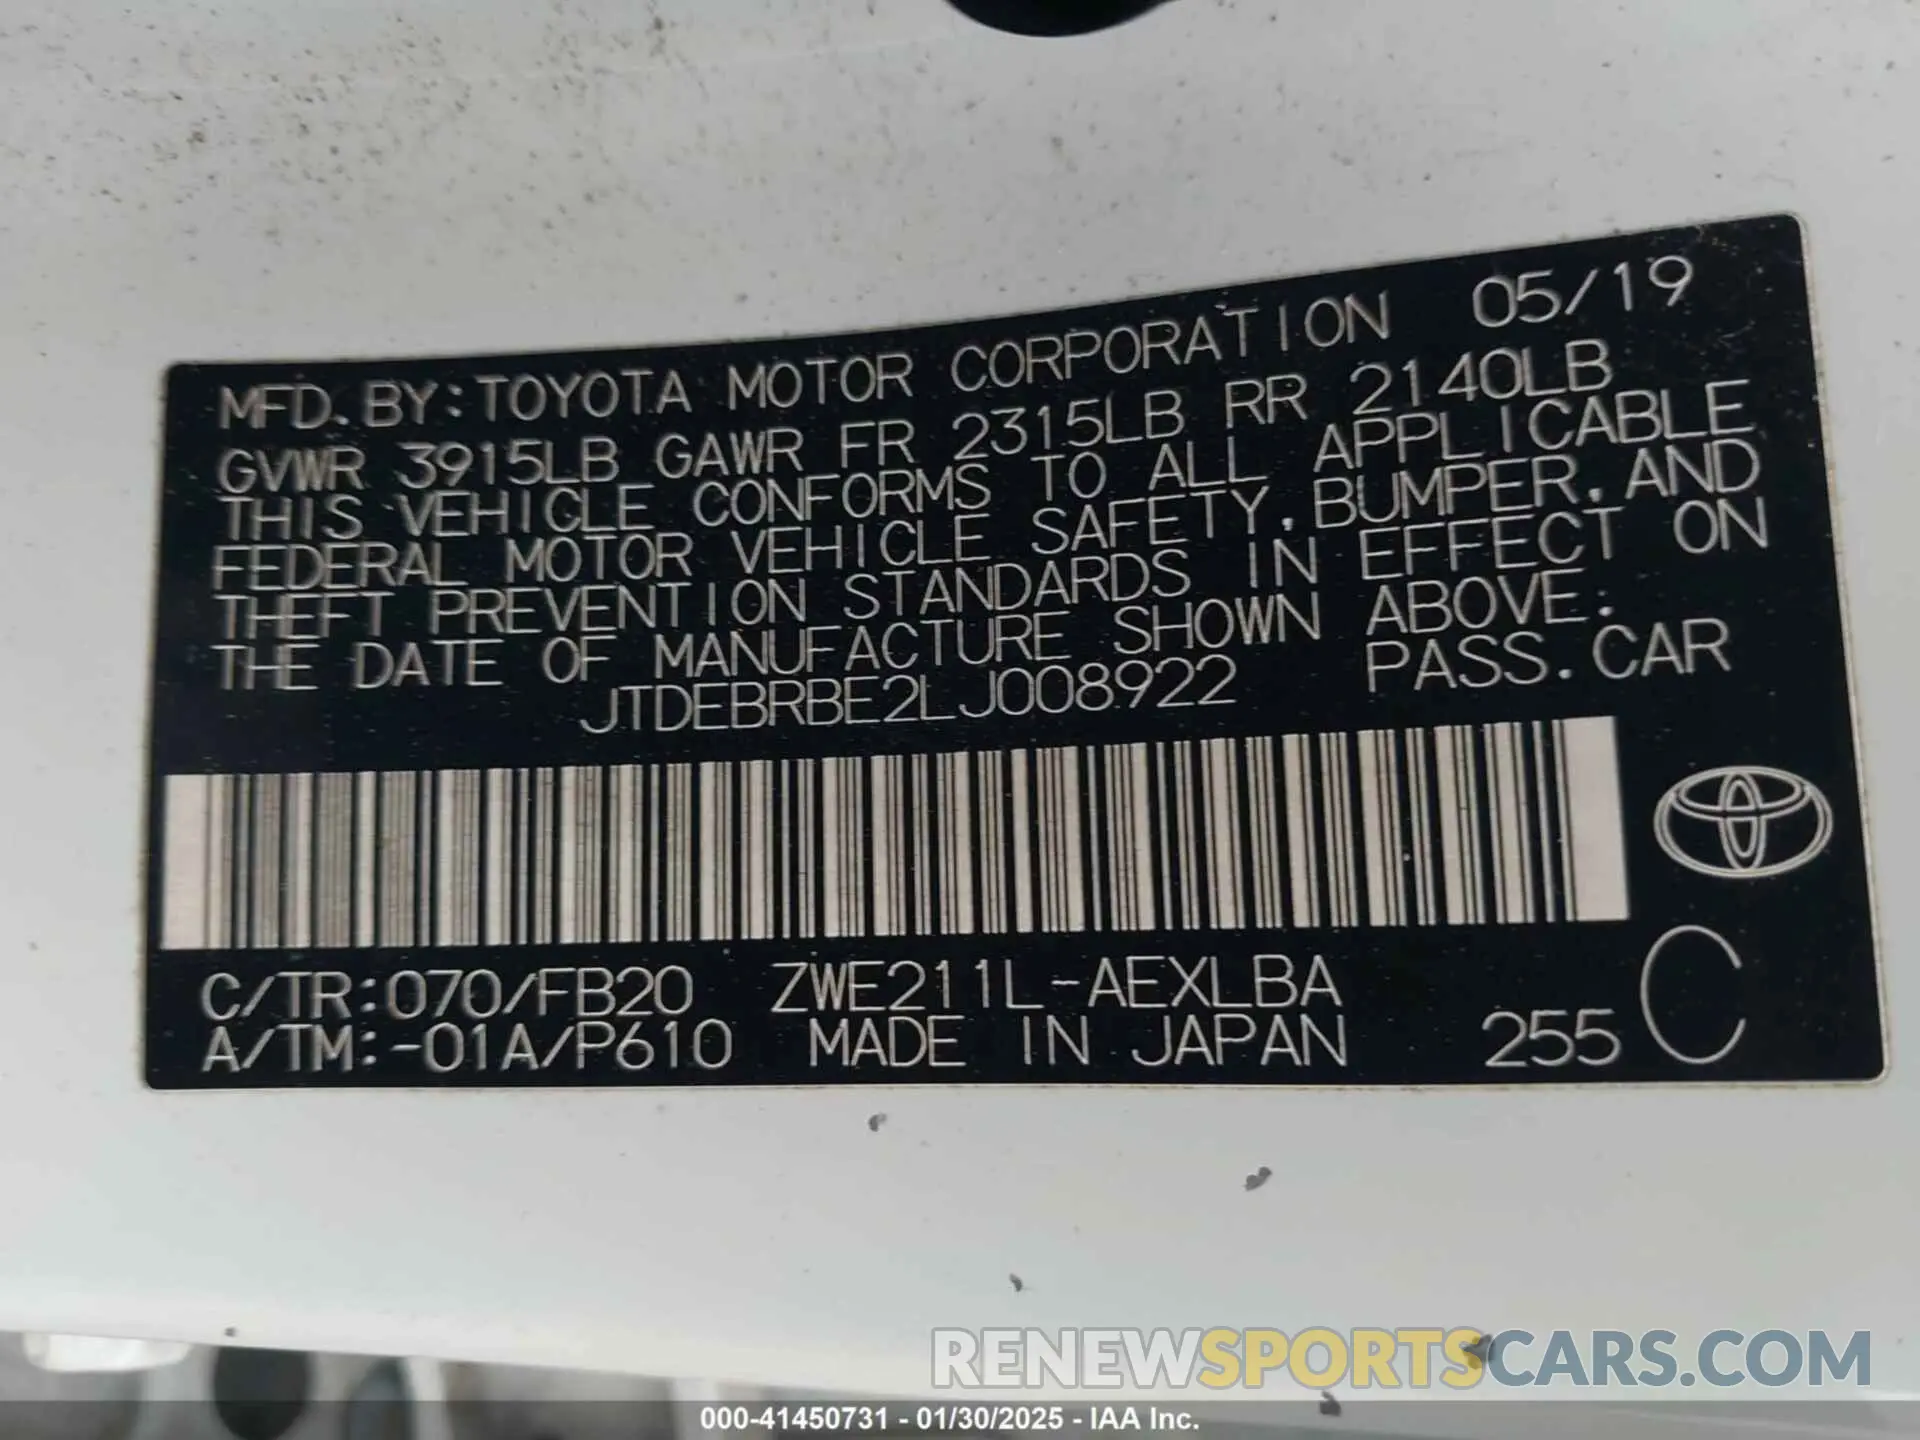 MFD. BY: TOYOTA MOTOR CORPORATION 05/19
GVWR 3915LB GAWR FR 2315LB RR 2140LB
THIS VEHICLE CONFORMS TO ALL APPLICABLE
FEDERAL MOTOR VEHICLE SAFETY, BUMPER, AND
THEFT PREVENTION STANDARDS IN EFFECT ON
THE DATE OF MANUFACTURE SHOWN ABOVE.
JTDEBRBE2LJ008922 PASS. CAR
C/TR:070/FB20 ZWE211L-AEXLBA
A/TM:-01A/P610 MADE IN JAPAN 255 C
RENEWSPORTSCARS.COM
000-41450731 - 01/30/2025 - IAA Inc.